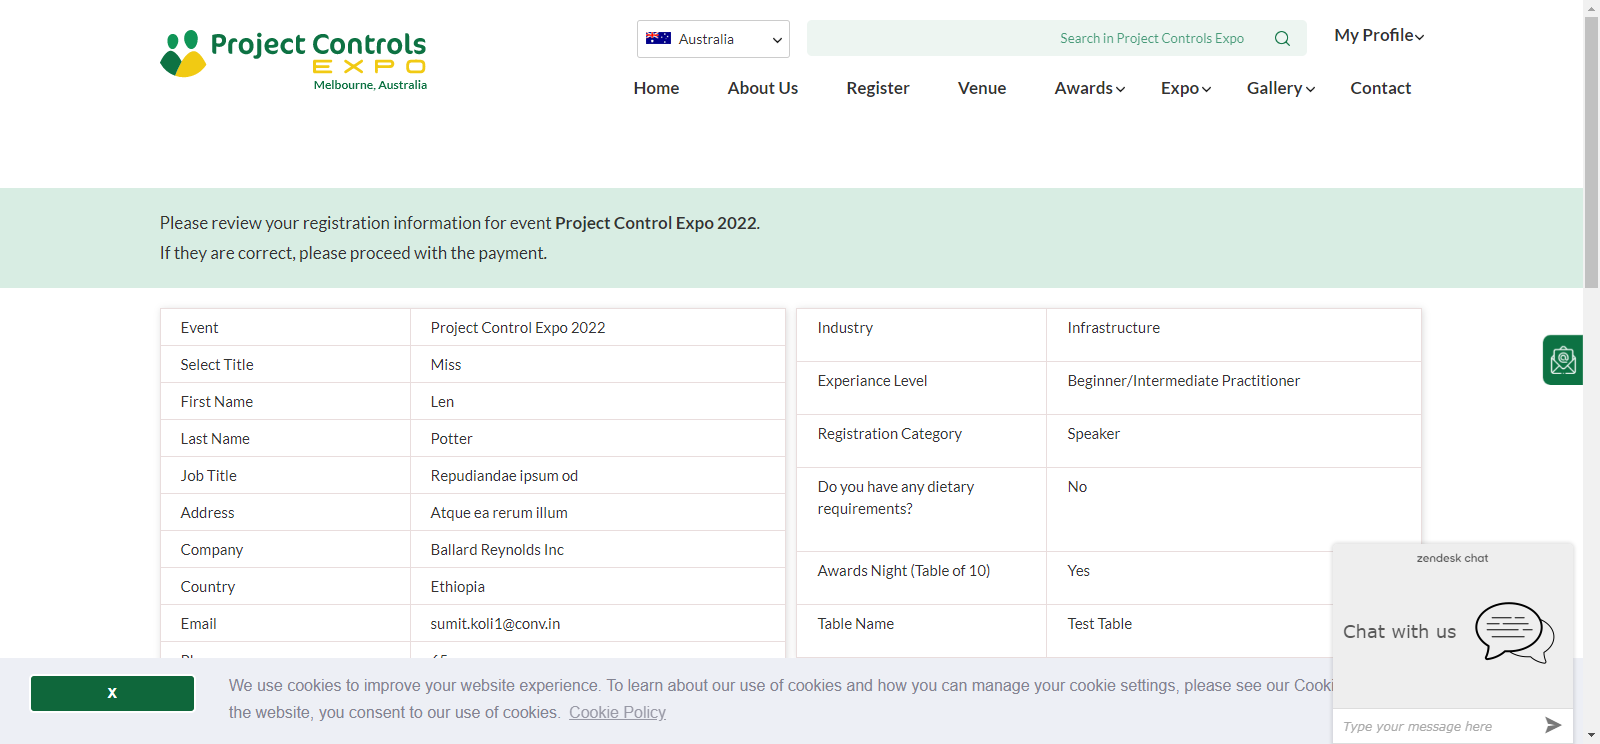 Project Controls
EXPO
Melbourne, Australia
Australia
Search in Project Controls Expo
My Profile
Home
About Us
Register
Venue
Awards
Expo
Gallery
Contact
Please review your registration information for event Project Control Expo 2022.
If they are correct, please proceed with the payment.
Event
Project Control Expo 2022
Select Title
Miss
First Name
Len
Last Name
Potter
Job Title
Repudiandae ipsum od
Address
Atque ea rerum illum
Company
Ballard Reynolds Inc
Country
Ethiopia
Email
sumit.koli1@conv.in
Industry
Infrastructure
Experiance Level
Beginner/Intermediate Practitioner
Registration Category
Speaker
Do you have any dietary
requirements?
No
Awards Night (Table of 10)
Yes
Table Name
Test Table
zendesk chat
Chat with us
Type your message here
X
We use cookies to improve your website experience. To learn about our use of cookies and how you can manage your cookie settings, please see our Cooki
the website, you consent to our use of cookies. Cookie Policy